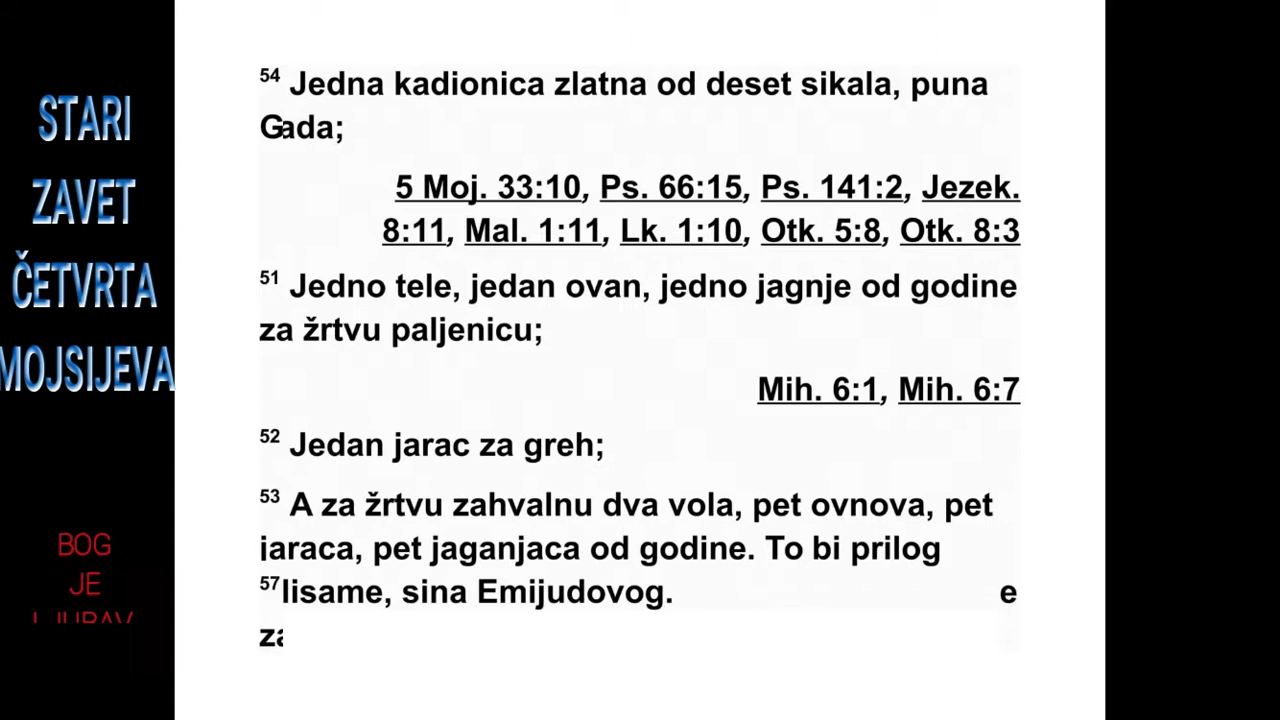 STARI
ZAVET
ČETVRTA
MOJSIJEVA
BOG
JE
LJUBAV
54 Jedna kadionica zlatna od deset sikala, puna
Gada;
5 Moj. 33:10, Ps. 66:15, Ps. 141:2, Jezek.
8:11, Mal. 1:11, Lk. 1:10, Otk. 5:8, Otk. 8:3
51 Jedno tele, jedan ovan, jedno jagnje od godine
za žrtvu paljenicu;
Mih. 6:1, Mih. 6:7
52 Jedan jarac za greh;
53 A za žrtvu zahvalnu dva vola, pet ovnova, pet
jaraca, pet jaganjaca od godine. To bi prilog
57 lisame, sina Emijudovog. e
za